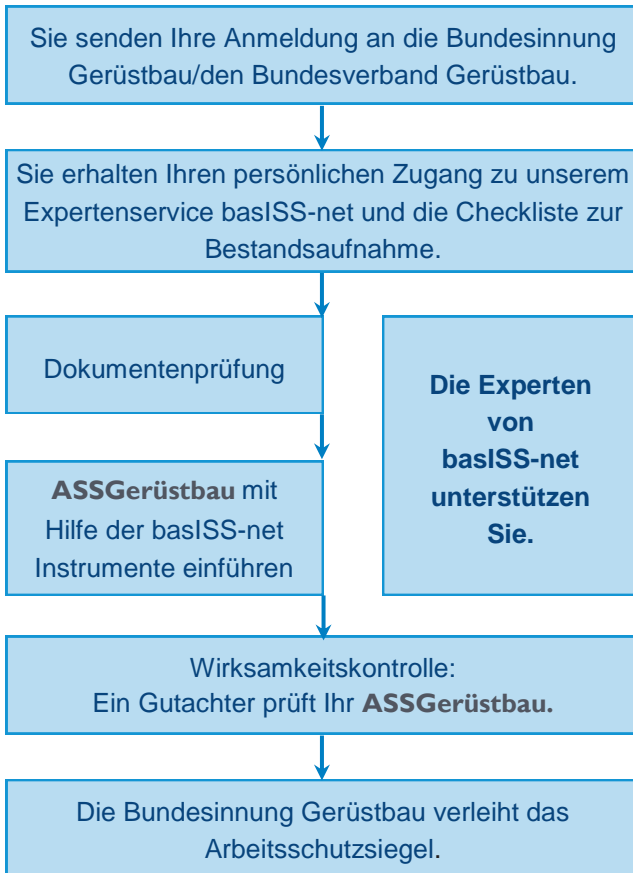 Sie senden Ihre Anmeldung an die Bundesinnung
Gerüstbau/den Bundesverband Gerüstbau.
Sie erhalten Ihren persönlichen Zugang zu unserem
Expertenservice basISS-net und die Checkliste zur
Bestandsaufnahme.
Dokumentenprüfung
ASSGerüstbau mit
Hilfe der basISS-net
Instrumente einführen
Die Experten
von
basISS-net
unterstützen
Sie.
Wirksamkeitskontrolle:
Ein Gutachter prüft Ihr ASSGerüstbau.
Die Bundesinnung Gerüstbau verleiht das
Arbeitsschutzsiegel.